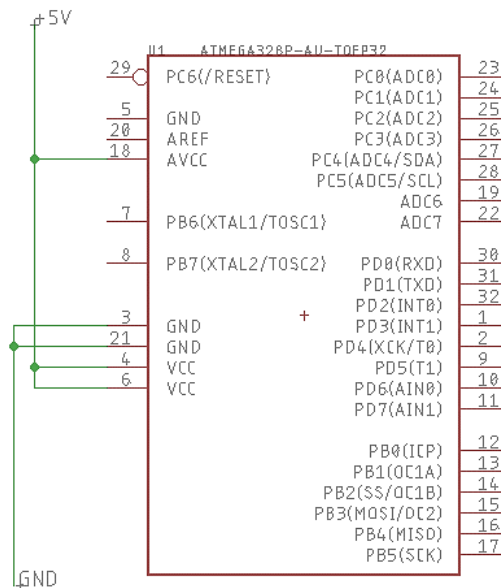 +5V
U1 ATMEGA328P-AU-TQFP32
29 PC6(/RESET) PC0(ADC0) 23
PC1(ADC1) 24
5 GND PC2(ADC2) 25
20 AREF PC3(ADC3) 26
18 AVCC PC4(ADC4/SDA) 27
PC5(ADC5/SCL) 28
ADC6 19
7 PB6(XTAL1/TOSC1) ADC7 22
8 PB7(XTAL2/TOSC2) PD0(RXD) 30
PD1(TXD) 31
PD2(INT0) 32
3 GND PD3(INT1) 1
21 GND PD4(XCK/T0) 2
4 VCC PD5(T1) 9
6 VCC PD6(AIN0) 10
PD7(AIN1) 11
PB0(ICP) 12
PB1(OC1A) 13
PB2(SS/OC1B) 14
PB3(MOSI/OC2) 15
PB4(MISO) 16
PB5(SCK) 17
GND